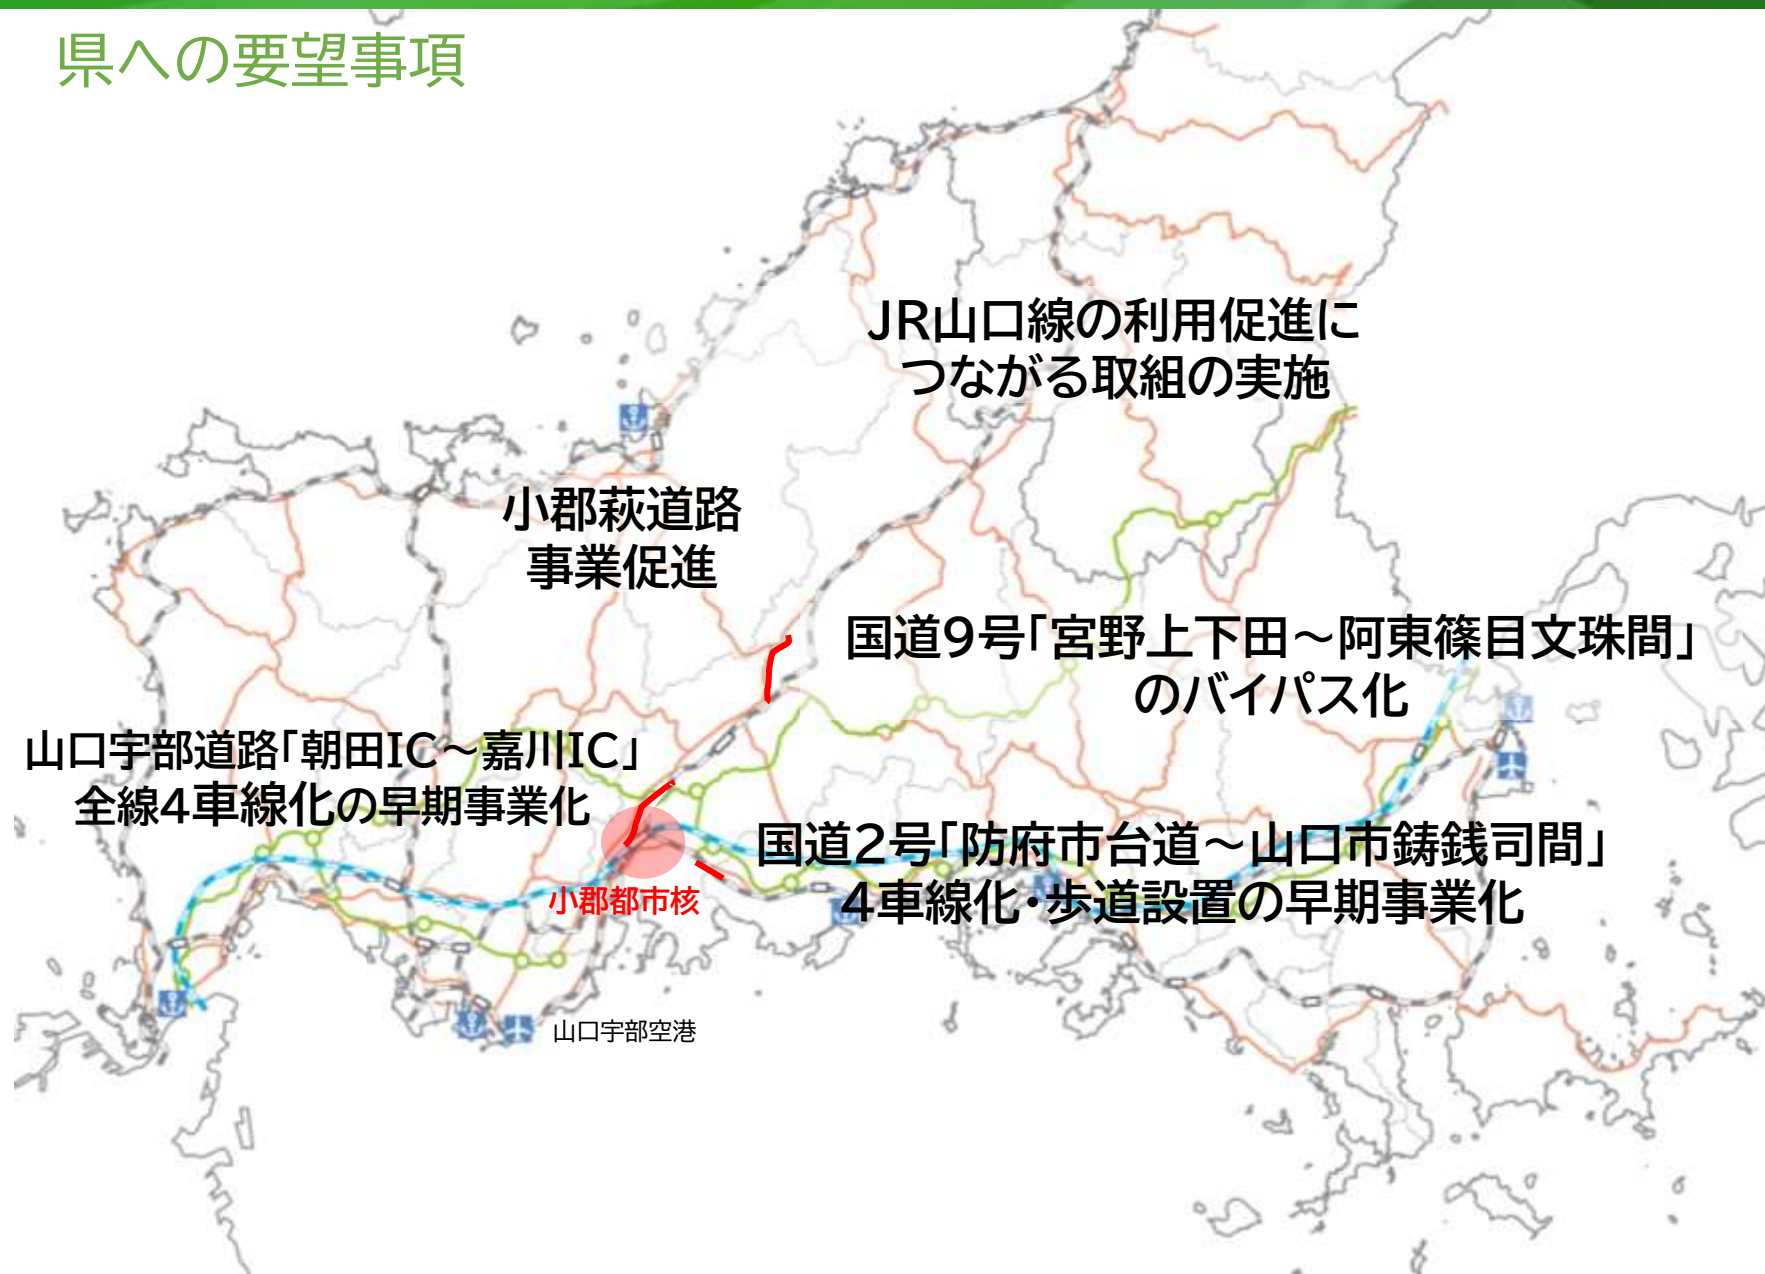 県への要望事項
JR山口線の利用促進に
つながる取組の実施
小郡萩道路
事業促進
国道9号「宮野上下田～阿東篠目文珠間」
のバイパス化
山口宇部道路「朝田IC～嘉川IC」
全線4車線化の早期事業化
国道2号「防府市台道～山口市鋳銭司間」
4車線化・歩道設置の早期事業化
小郡都市核
山口宇部空港